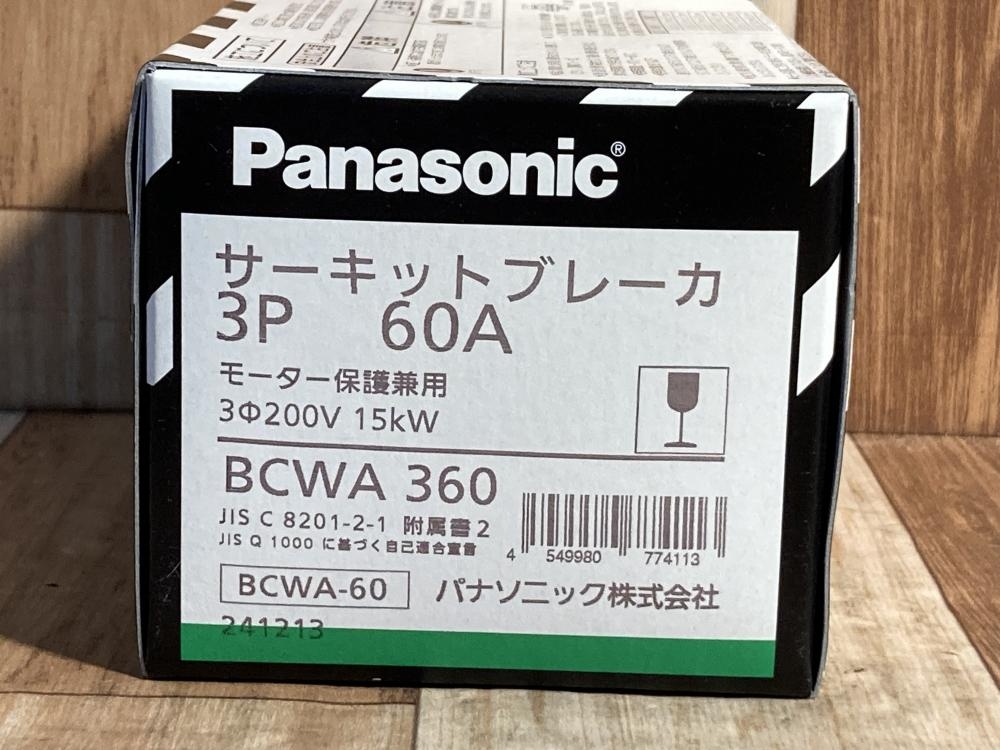 Panasonic®
サーキットブレーカ
3P 60A
モーター保護兼用
3Φ200V 15kW
BCWA 360
JIS C 8201-2-1 附属書2
JIS Q 1000 に基づく自己適合宣言
4 549980 774113
BCWA-60 パナソニック株式会社
241213